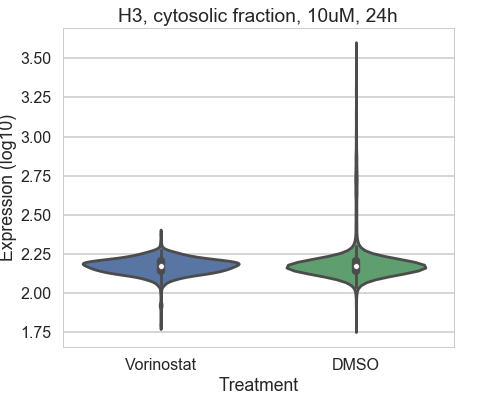 H3, cytosolic fraction, 10uM, 24h
Expression (log10)
3.50
3.25
3.00
2.75
2.50
2.25
2.00
1.75
Vorinostat DMSO
Treatment